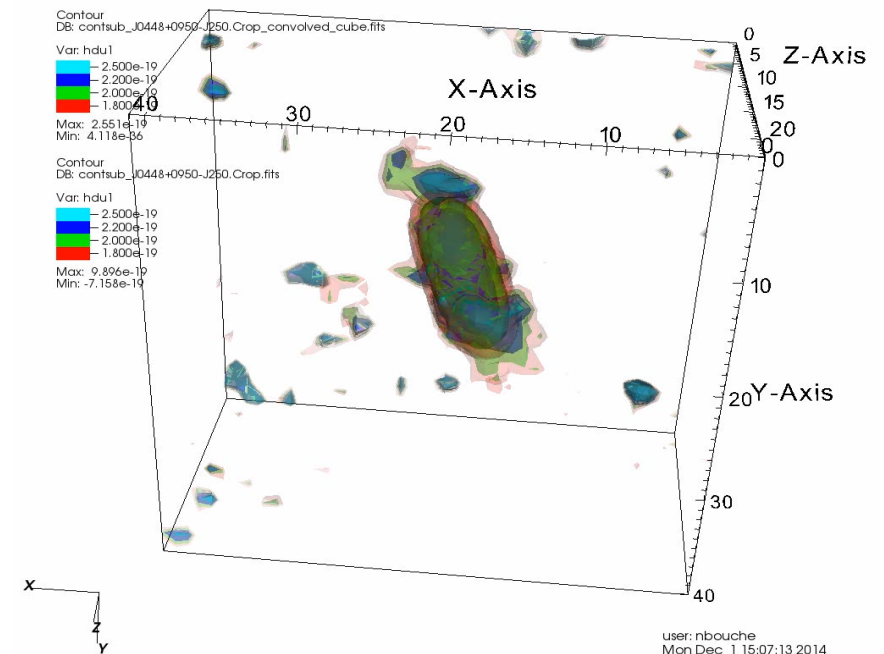 Contour
DB: contsub_J0448+0950-J250.Crop_convolved_cube.fits
Var: hdu1
2.500e-19
2.200e-19
2.000e-19
1.800e-19
Max: 2.551e-19
Min: 4.118e-36
Contour
DB: contsub_J0448+0950-J250.Crop.fits
Var: hdu1
2.500e-19
2.200e-19
2.000e-19
1.800e-19
Max: 9.896e-19
Min: -7.158e-19
X-Axis
40
30
20
10
0
Z-Axis
0
5
10
15
20
Y-Axis
0
10
20
30
40
X
Z
Y
user: nbouche
Mon Dec 1 15:07:13 2014